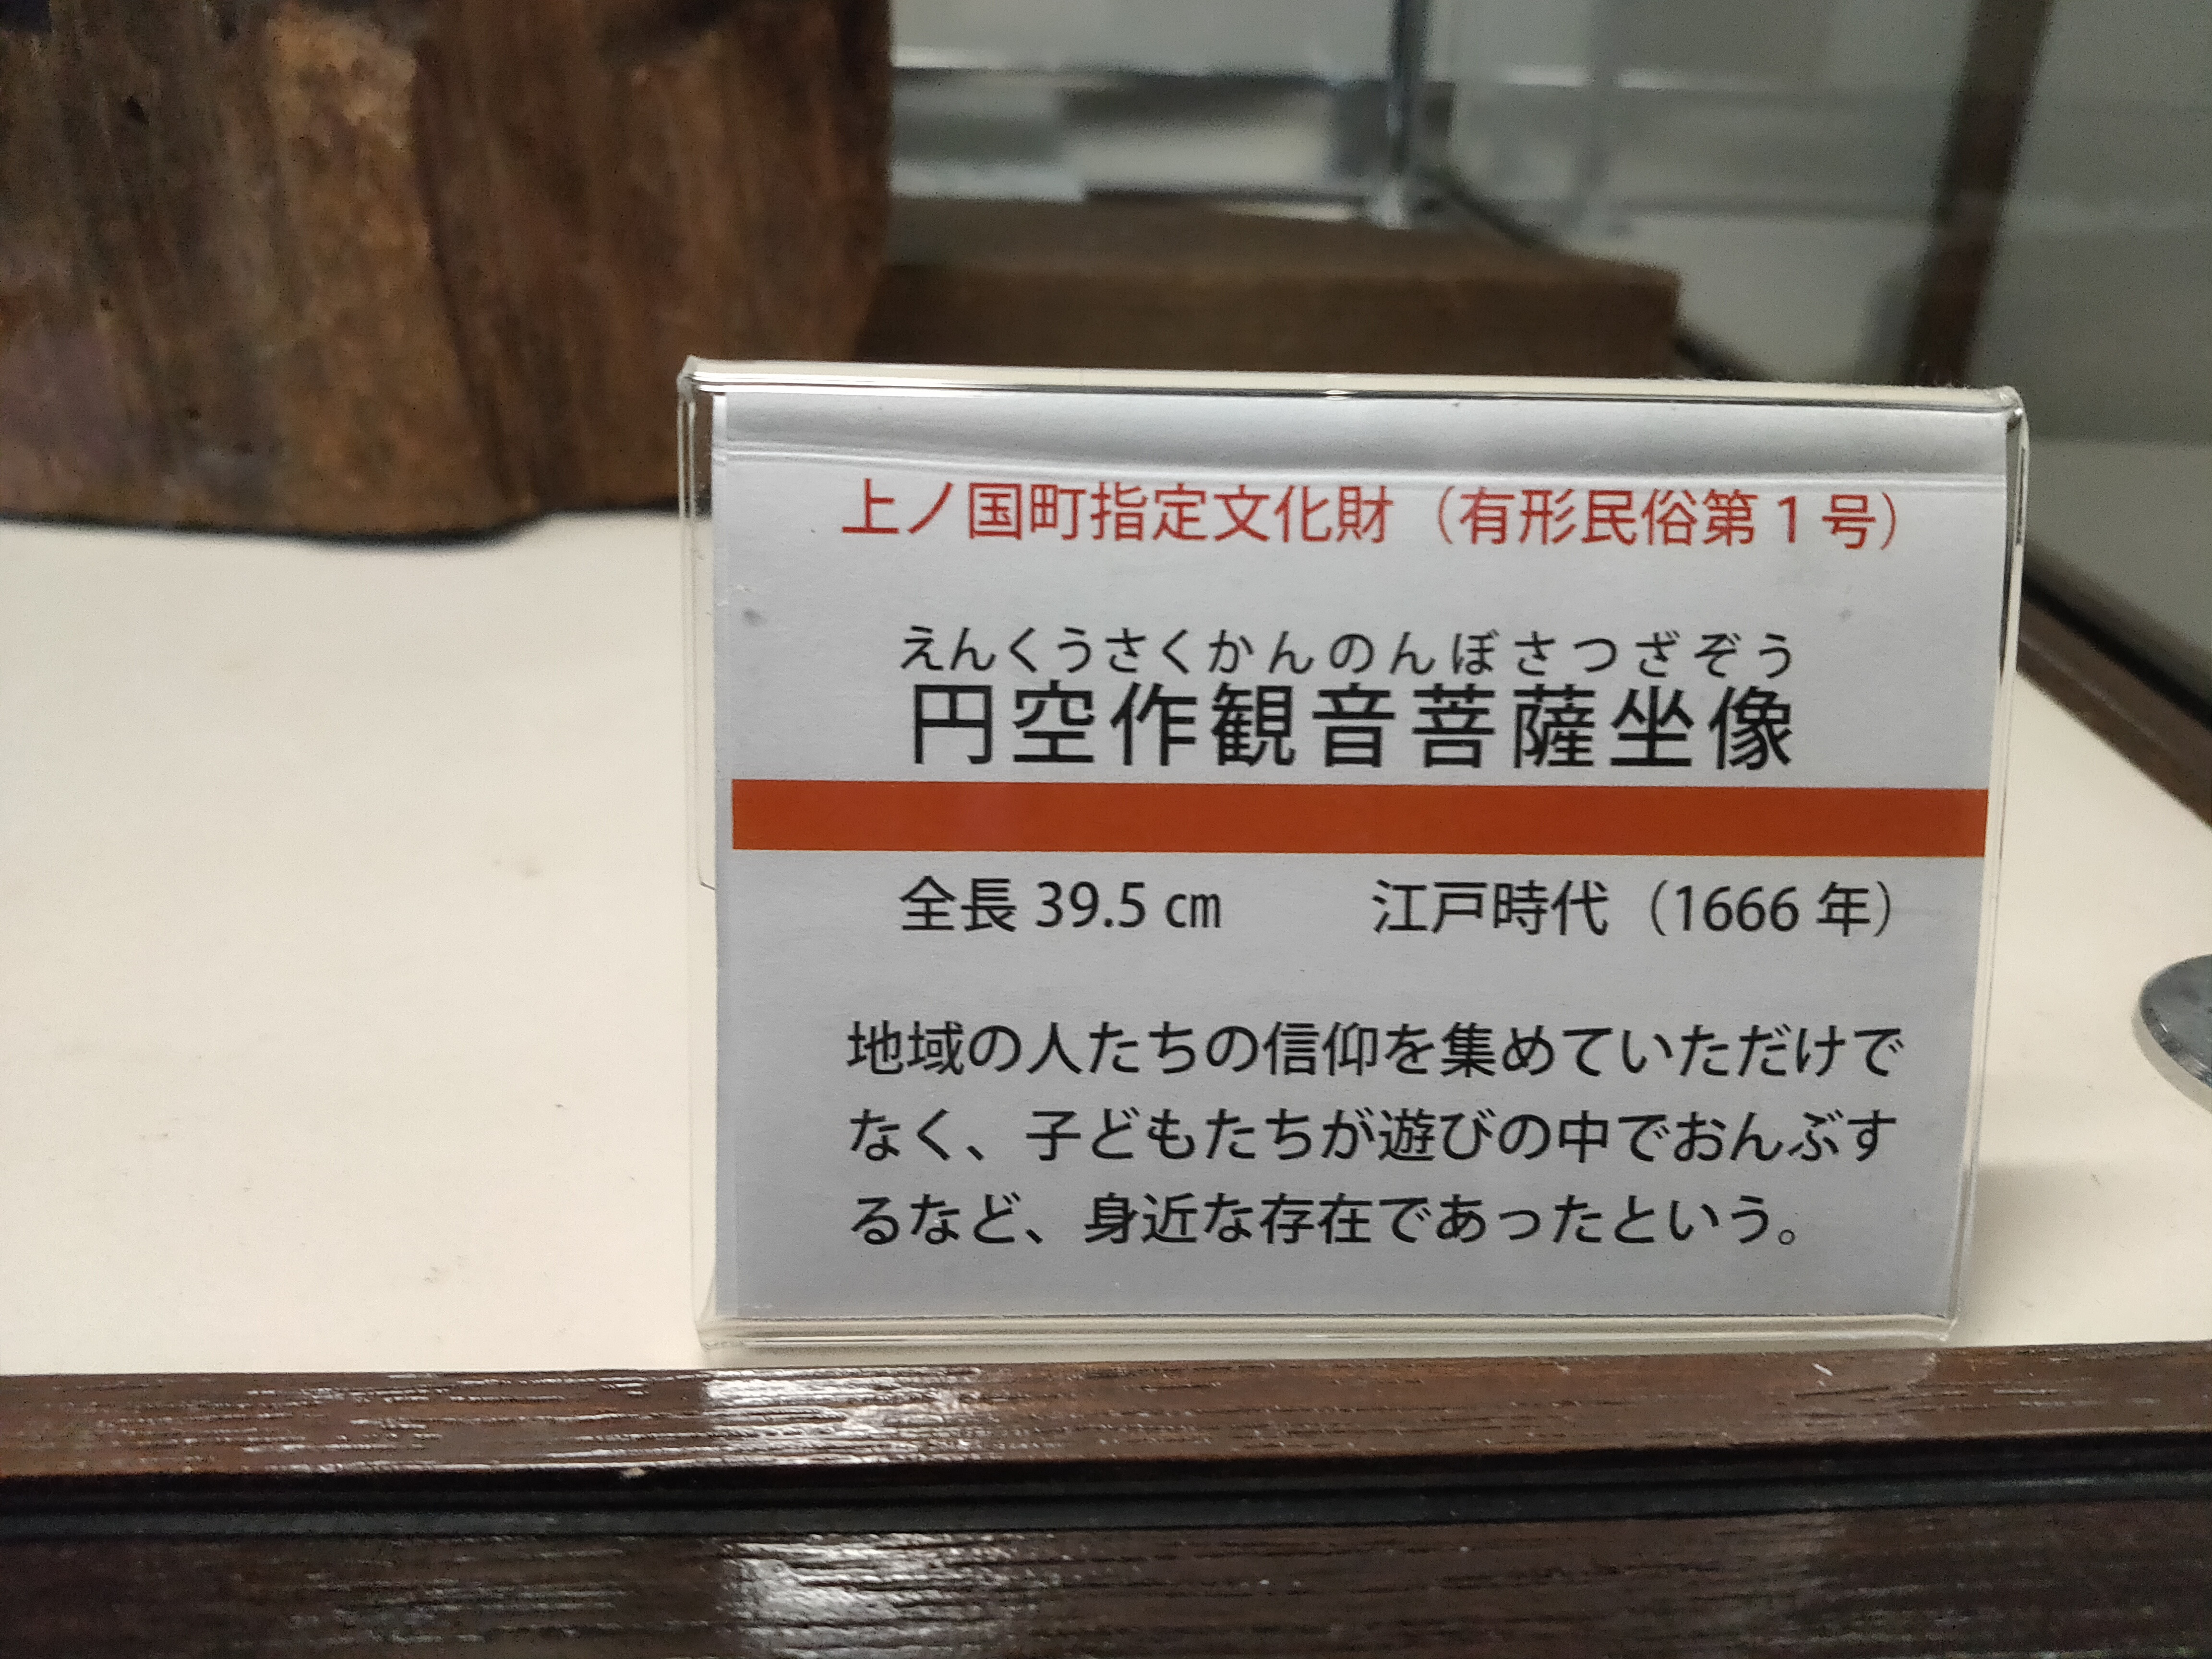 上ノ国町指定文化財（有形民俗第1号）
えんくうさくかんのんぼさつざぞう
円空作観音菩薩坐像
全長 39.5 ㎝　江戸時代（1666 年）
地域の人たちの信仰を集めていただけで
なく、子どもたちが遊びの中でおんぶす
るなど、身近な存在であったという。